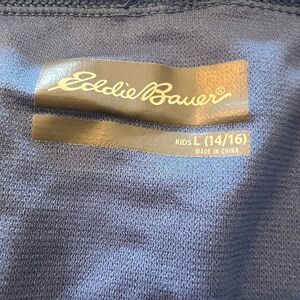 Eddie Bauer®
KIDS L (14/16)
MADE IN CHINA